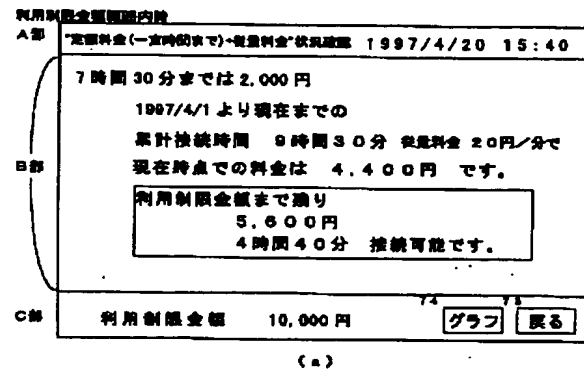 利用制限金額範囲内時
A部
"定額料金(一定時間まで)+従量料金"状況確認 1997/4/20 15:40
7時間30分までは2,000円
1997/4/1より現在までの
累計接続時間 9時間30分 従量料金 20円/分で
B部
現在時点での料金は 4,400円 です。
利用制限金額まで残り
5,600円
4時間40分 接続可能です。
74 73
C部
利用制限金額 10,000円 グラフ 戻る
(a)